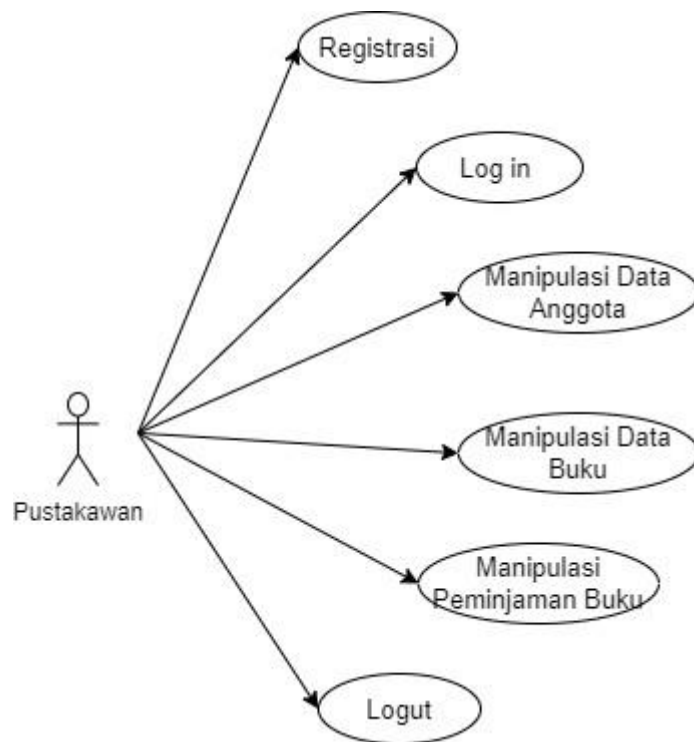 Registrasi
Log in
Manipulasi Data
Anggota
Manipulasi Data
Buku
Pustakawan
Manipulasi
Peminjaman Buku
Logut